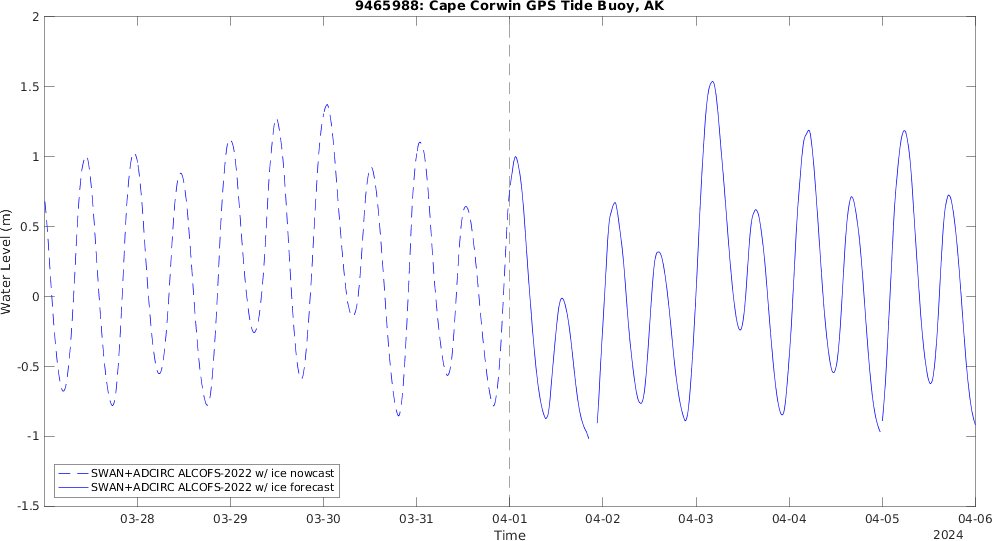 9465988: Cape Corwin GPS Tide Buoy, AK
2
1.5
1
0.5
0
-0.5
-1
-1.5
Water Level (m)
SWAN+ADCIRC ALCOFS-2022 w/ ice nowcast
SWAN+ADCIRC ALCOFS-2022 w/ ice forecast
03-28 03-29 03-30 03-31 04-01 04-02 04-03 04-04 04-05 04-06
Time
2024